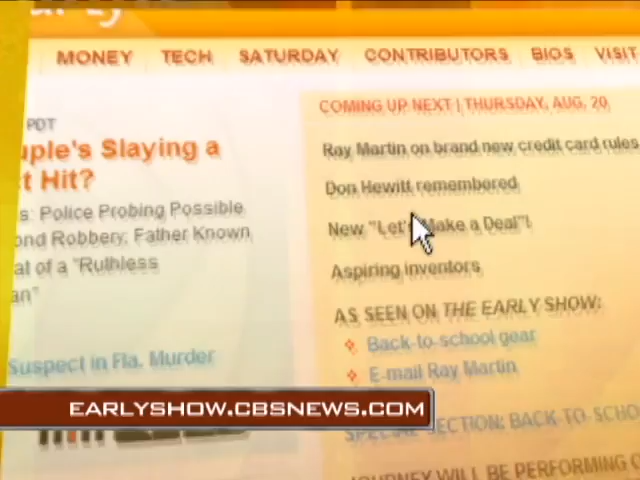 MONEY TECH SATURDAY CONTRIBUTORS BIOS VISIT
PDT
uple's Slaying a
t Hit?
s: Police Probing Possible
ond Robbery; Father Known
at of a "Ruthless
an"
Suspect in Fla. Murder
COMING UP NEXT | THURSDAY, AUG. 20
Ray Martin on brand new credit card rules
Don Hewitt remembered
New "Let's Make a Deal"!
Aspiring inventors
AS SEEN ON THE EARLY SHOW:
Back-to-school gear
E-mail Ray Martin
SPECIAL SECTION: BACK-TO-SCHO
JOURNEY WILL BE PERFORMING O
EARLYSHOW.CBSNEWS.COM